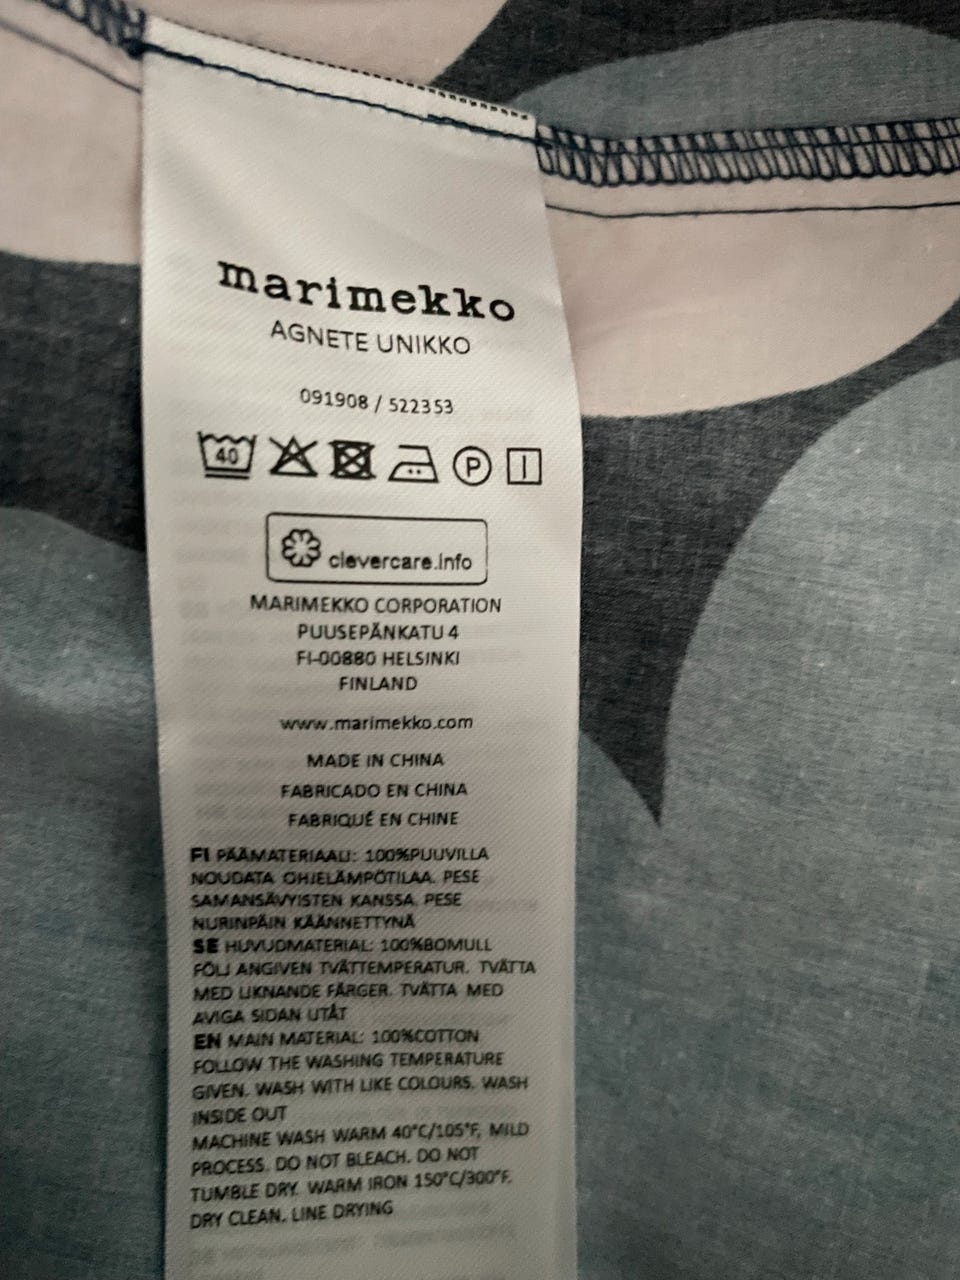 marimekko
AGNETE UNIKKO
091908 / 522353
40
P
clevercare.info
MARIMEKKO CORPORATION
PUUSEPÄNKATU 4
FI-00880 HELSINKI
FINLAND
www.marimekko.com
MADE IN CHINA
FABRICADO EN CHINA
FABRIQUÉ EN CHINE
FI PÄÄMATERIAALI: 100%PUUVILLA
NOUDATA OHJELÄMPÖTILAA. PESE
SAMANSÄVYISTEN KANSSA. PESE
NURINPÄIN KÄÄNNETTYNÄ
SE HUVUDMATERIAL: 100%BOMULL
FÖLJ ANGIVEN TVÄTTEMPERATUR. TVÄTTA
MED LIKNANDE FÄRGER. TVÄTTA MED
AVIGA SIDAN UTÅT
EN MAIN MATERIAL: 100%COTTON
FOLLOW THE WASHING TEMPERATURE
GIVEN. WASH WITH LIKE COLOURS. WASH
INSIDE OUT
MACHINE WASH WARM 40°C/105°F, MILD
PROCESS. DO NOT BLEACH. DO NOT
TUMBLE DRY. WARM IRON 150°C/300°F.
DRY CLEAN. LINE DRYING